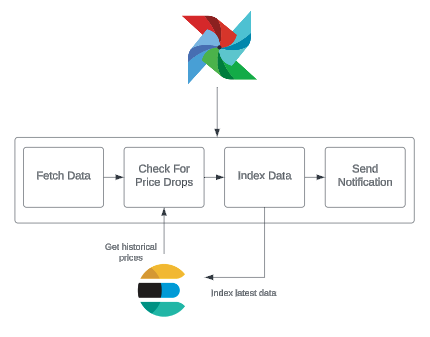 Fetch Data
Check For
Price Drops
Index Data
Send
Notification
Get historical
prices
Index latest data